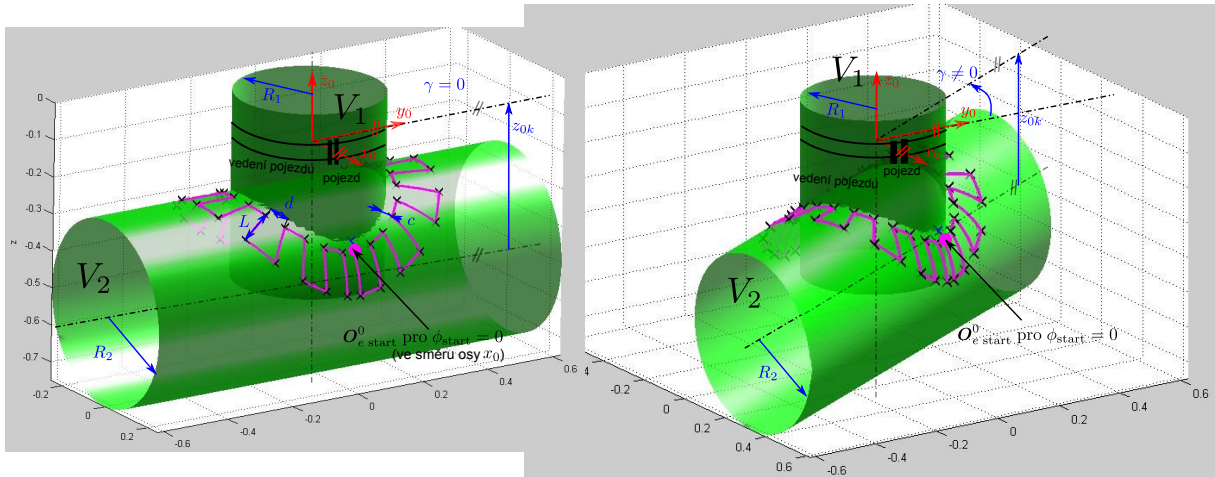 0
-0.1
-0.2
-0.3
-0.4
-0.5
-0.6
-0.7
z
-0.2
0
0.2
-0.6
-0.4
-0.2
0
0.2
0.4
0.6
z₀
R₁
V₁
γ = 0
y₀
z₀ₖ
vedení pojezdu
pojezd
d
L
c
V₂
R₂
O⁰ₑ start pro ϕstart = 0
(ve směru osy x₀)
z₀
R₁
V₁
γ ≠ 0
y₀
z₀ₖ
vedení pojezdu
pojezd
V₂
R₂
O⁰ₑ start pro ϕstart = 0
4
-0.2
0
0.2
0.4
0.6
-0.6
-0.4
-0.2
0
0.2
0.4
0.6